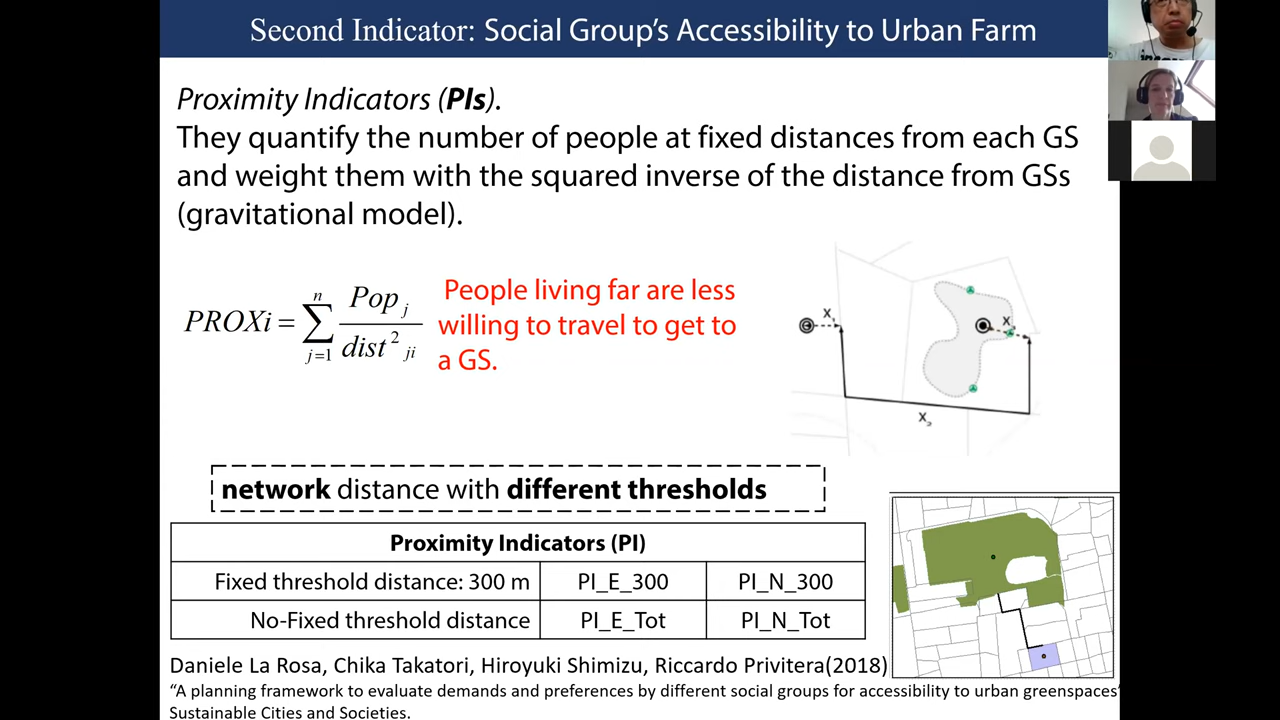 Second Indicator: Social Group's Accessibility to Urban Farm
Proximity Indicators (PIs).
They quantify the number of people at fixed distances from each GS
and weight them with the squared inverse of the distance from GSs
(gravitational model).
PROXi = ∑ n j=1 Pop j / dist² ji
People living far are less
willing to travel to get to
a GS.
X₁
X₃
X₂
network distance with different thresholds
Proximity Indicators (PI)
Fixed threshold distance: 300 m PI_E_300 PI_N_300
No-Fixed threshold distance PI_E_Tot PI_N_Tot
Daniele La Rosa, Chika Takatori, Hiroyuki Shimizu, Riccardo Privitera(2018)
“A planning framework to evaluate demands and preferences by different social groups for accessibility to urban greenspaces”
Sustainable Cities and Societies.